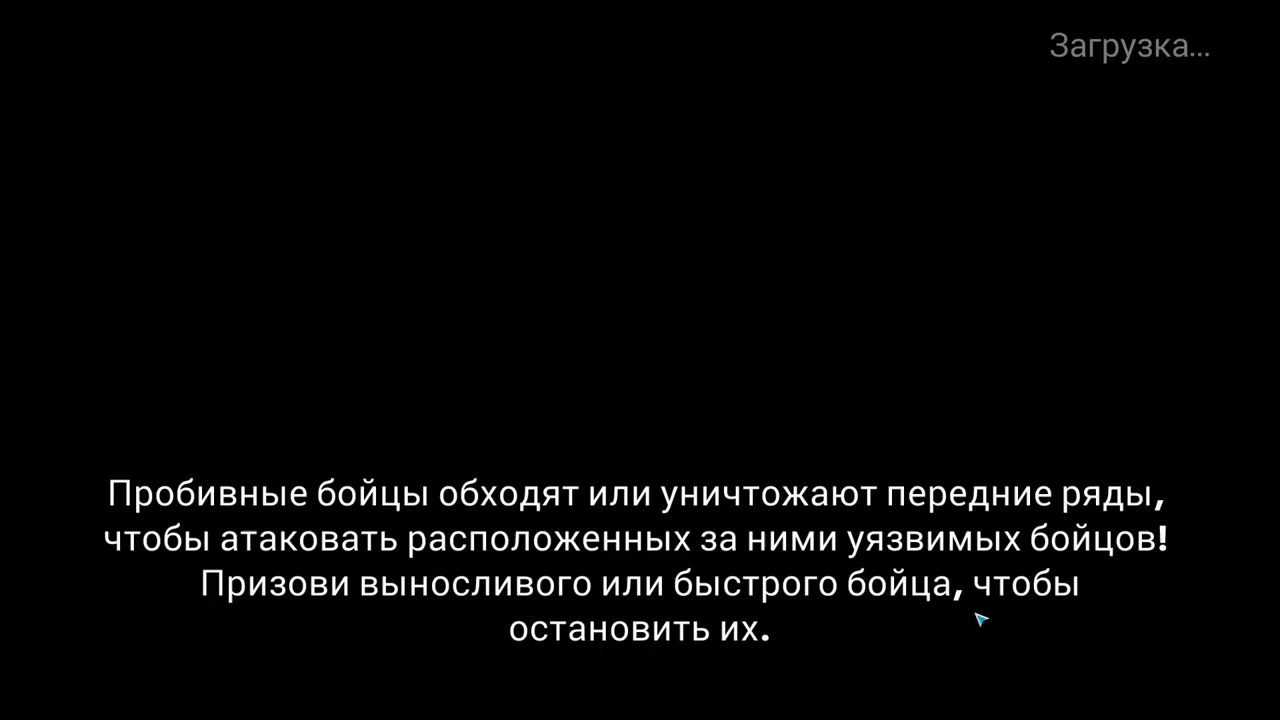 Загрузка...
Пробивные бойцы обходят или уничтожают передние ряды,
чтобы атаковать расположенных за ними уязвимых бойцов!
Призови выносливого или быстрого бойца, чтобы
остановить их.